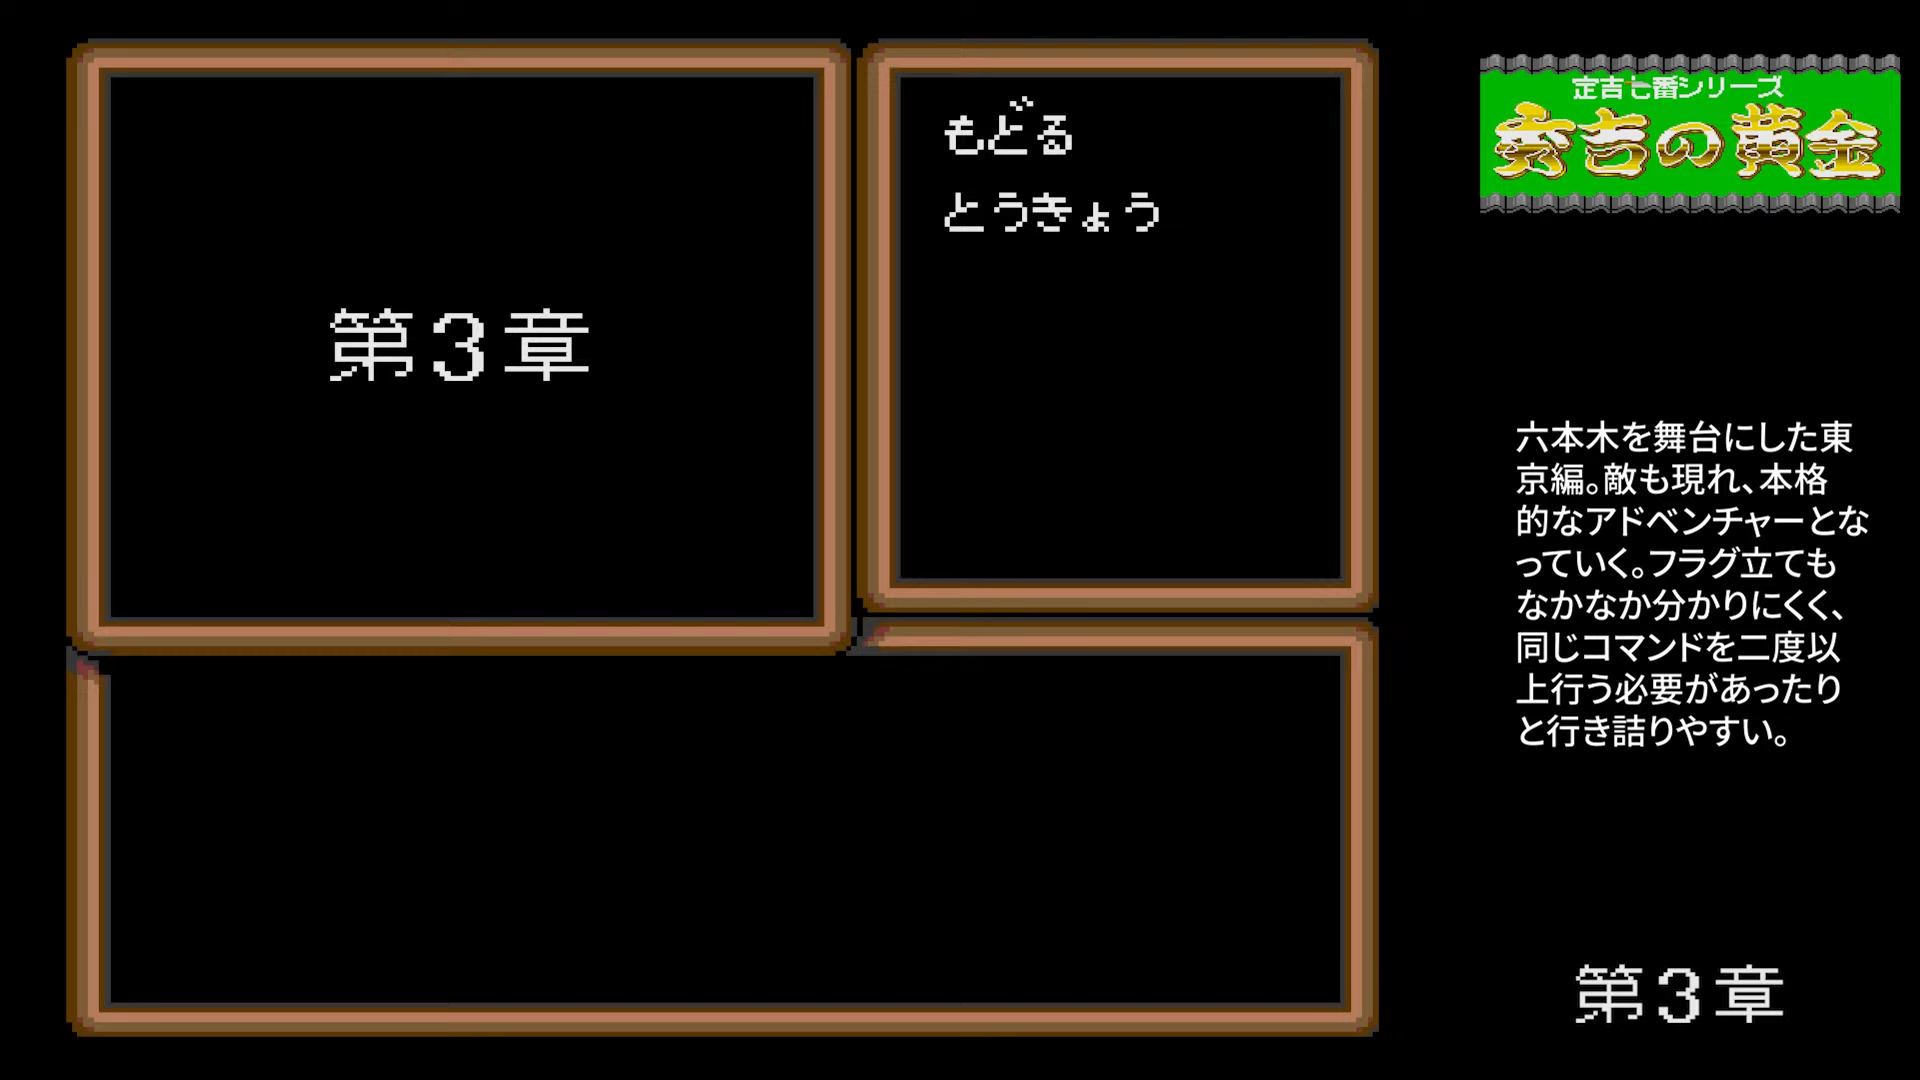 第3章
もどる
とうきょう
定吉七番シリーズ
秀吉の黄金
六本木を舞台にした東
京編。敵も現れ、本格
的なアドベンチャーとな
っていく。フラグ立ても
なかなか分かりにくく、
同じコマンドを二度以
上行う必要があったり
と行き詰りやすい。
第3章